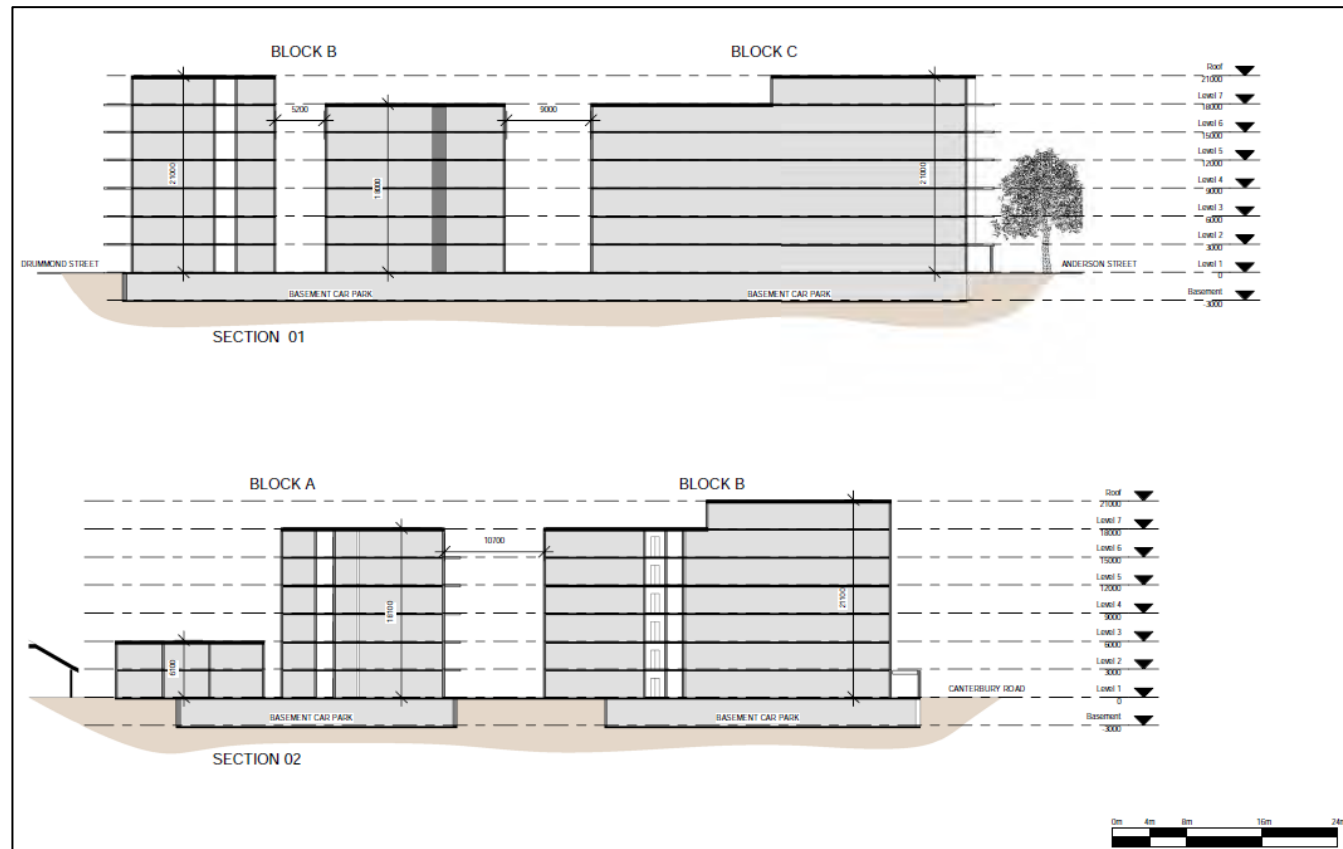 BLOCK B
BLOCK C
Roof
21000
Level 7
18000
Level 6
15000
Level 5
12000
Level 4
9000
Level 3
6000
Level 2
3000
Level 1
0
Basement
-3000
5200
9000
21000
18000
21000
DRUMMOND STREET
ANDERSON STREET
BASEMENT CAR PARK
BASEMENT CAR PARK
SECTION 01
BLOCK A
BLOCK B
Roof
21000
Level 7
18000
Level 6
15000
Level 5
12000
Level 4
9000
Level 3
6000
Level 2
3000
Level 1
0
Basement
-3000
10700
18100
21100
6100
CANTERBURY ROAD
BASEMENT CAR PARK
BASEMENT CAR PARK
SECTION 02
0m 4m 8m 16m 24m